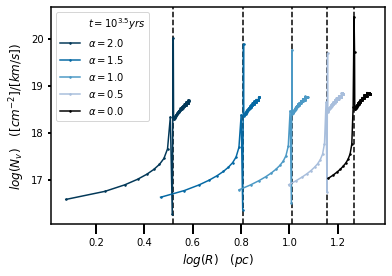 t = 10^{3.5}yrs
α = 2.0
α = 1.5
α = 1.0
α = 0.5
α = 0.0
log(N_v) ([cm^{-2}]/[km/s])
20
19
18
17
0.2 0.4 0.6 0.8 1.0 1.2
log(R) (pc)